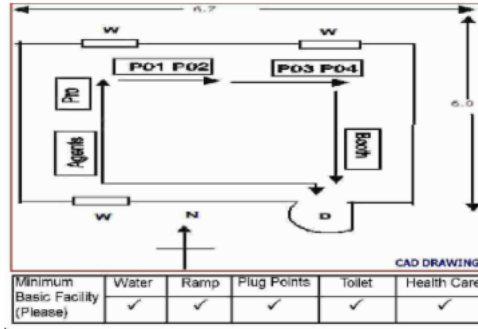 6.7
W W
P01 P02 P03 P04
Pro
6.0
Agents
Booth
W N D
CAD DRAWING
Minimum Basic Facility (Please) Water Ramp Plug Points Toilet Health Care
✓ ✓ ✓ ✓ ✓